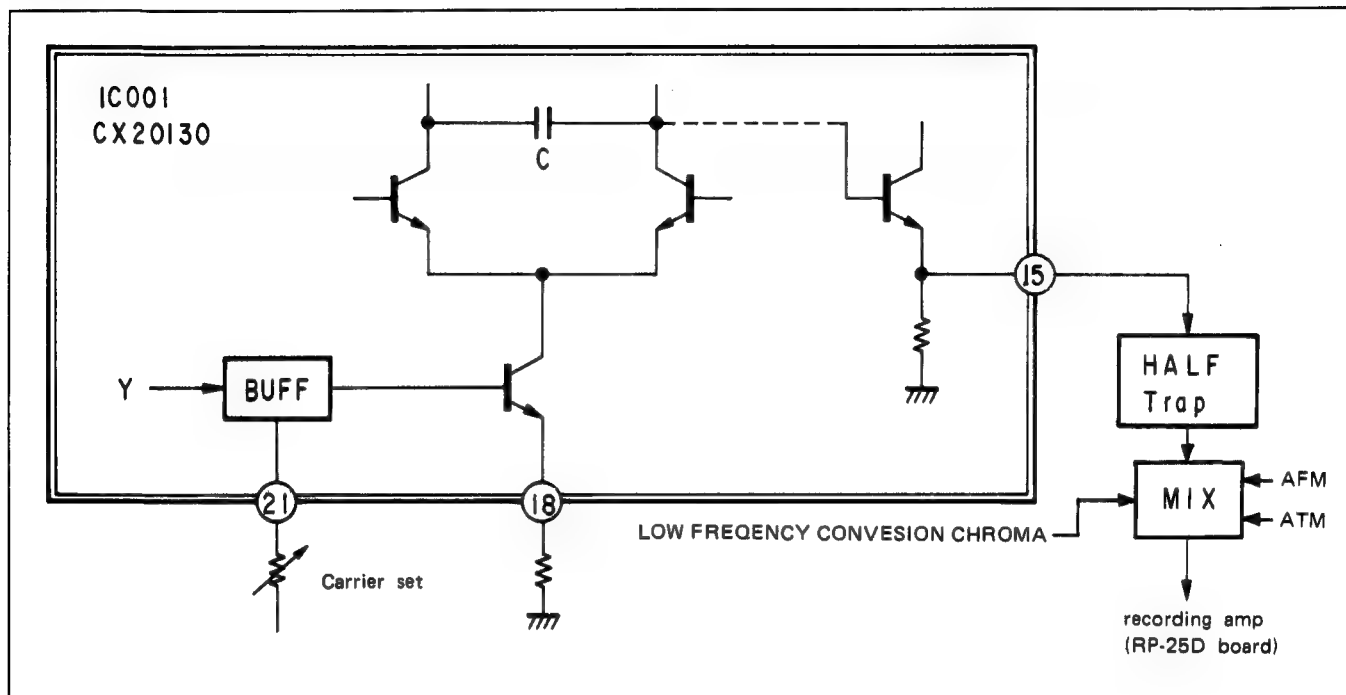 IC001
CX20130
C
15
Y
BUFF
HALF
Trap
21
18
Carrier set
LOW FREQENCY CONVESION CHROMA
MIX
AFM
ATM
recording amp
(RP-25D board)